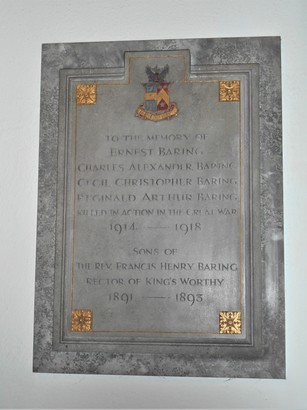 TO THE MEMORY OF
ERNEST BARING
CHARLES ALEXANDER BARING
CECIL CHRISTOPHER BARING
REGINALD ARTHUR BARING
KILLED IN ACTION IN THE GREAT WAR
1914 — 1918
SONS OF
THE REV. FRANCIS HENRY BARING
RECTOR OF KING'S WORTHY
1891 — 1893